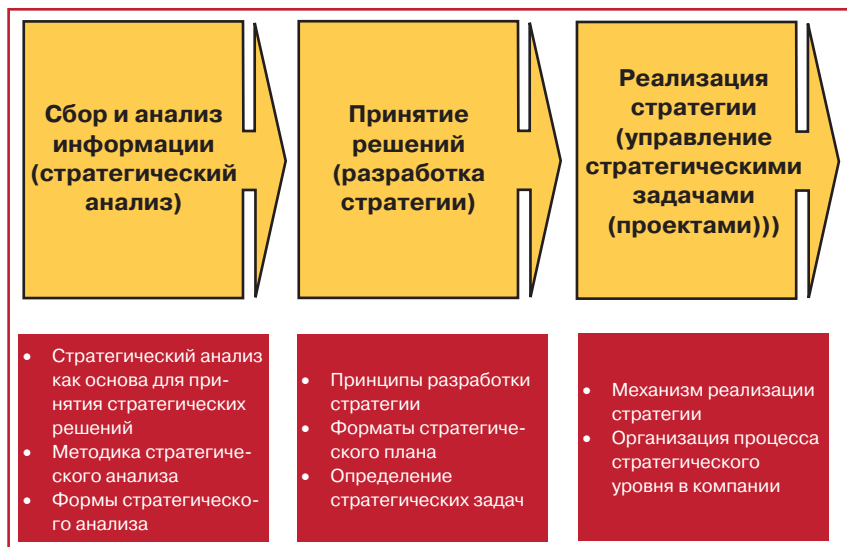 Сбор и анализ
информации
(стратегический
анализ)
Принятие
решений
(разработка
стратегии)
Реализация
стратегии
(управление
стратегическими
задачами
(проектами)))
• Стратегический анализ
как основа для при-
нятия стратегических
решений
• Методика стратегиче-
ского анализа
• Формы стратегическо-
го анализа
• Принципы разработки
стратегии
• Форматы стратегиче-
ского плана
• Определение
стратегических задач
• Механизм реализации
стратегии
• Организация процесса
стратегического
уровня в компании